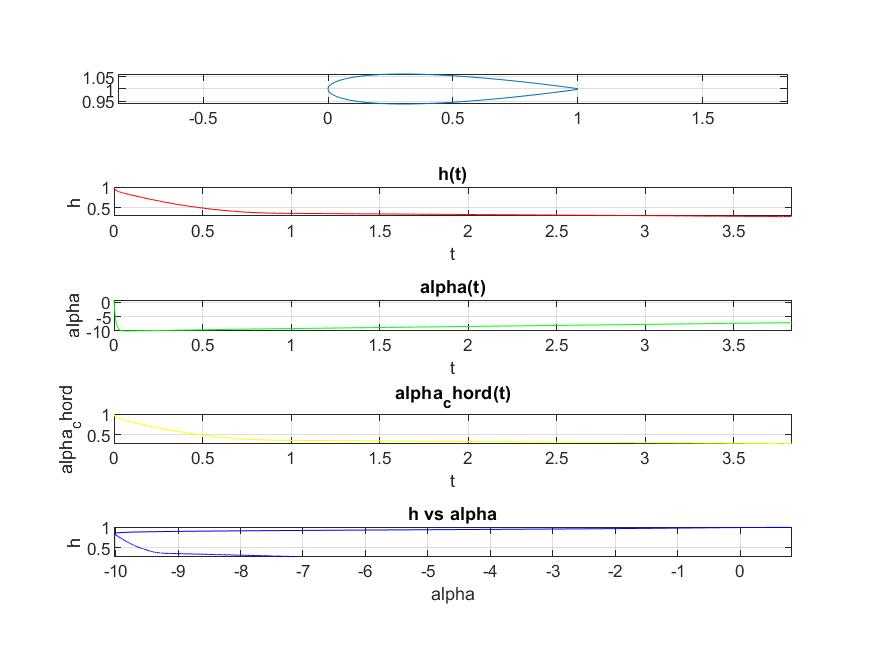 1.05
1
0.95
-0.5 0 0.5 1 1.5
h(t)
h
1
0.5
0 0.5 1 1.5 2 2.5 3 3.5
t
alpha(t)
alpha
0
-5
-10
0 0.5 1 1.5 2 2.5 3 3.5
t
alpha_chord(t)
alpha_chord
1
0.5
0 0.5 1 1.5 2 2.5 3 3.5
t
h vs alpha
h
1
0.5
-10 -9 -8 -7 -6 -5 -4 -3 -2 -1 0
alpha